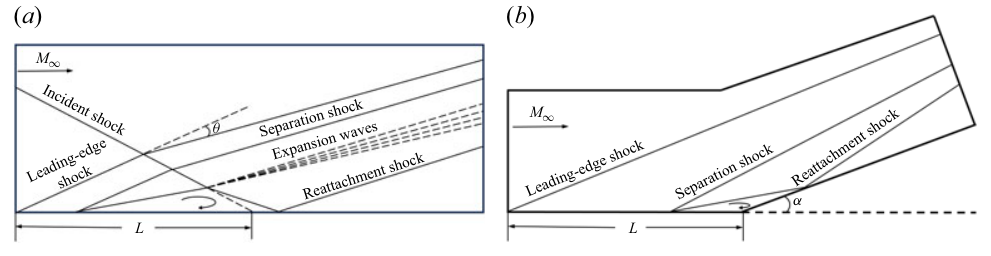 (a)
M∞
Incident shock
θ
Separation shock
Expansion waves
Leading-edge
shock
Reattachment shock
L
(b)
M∞
Leading-edge shock
Separation shock
Reattachment shock
α
L